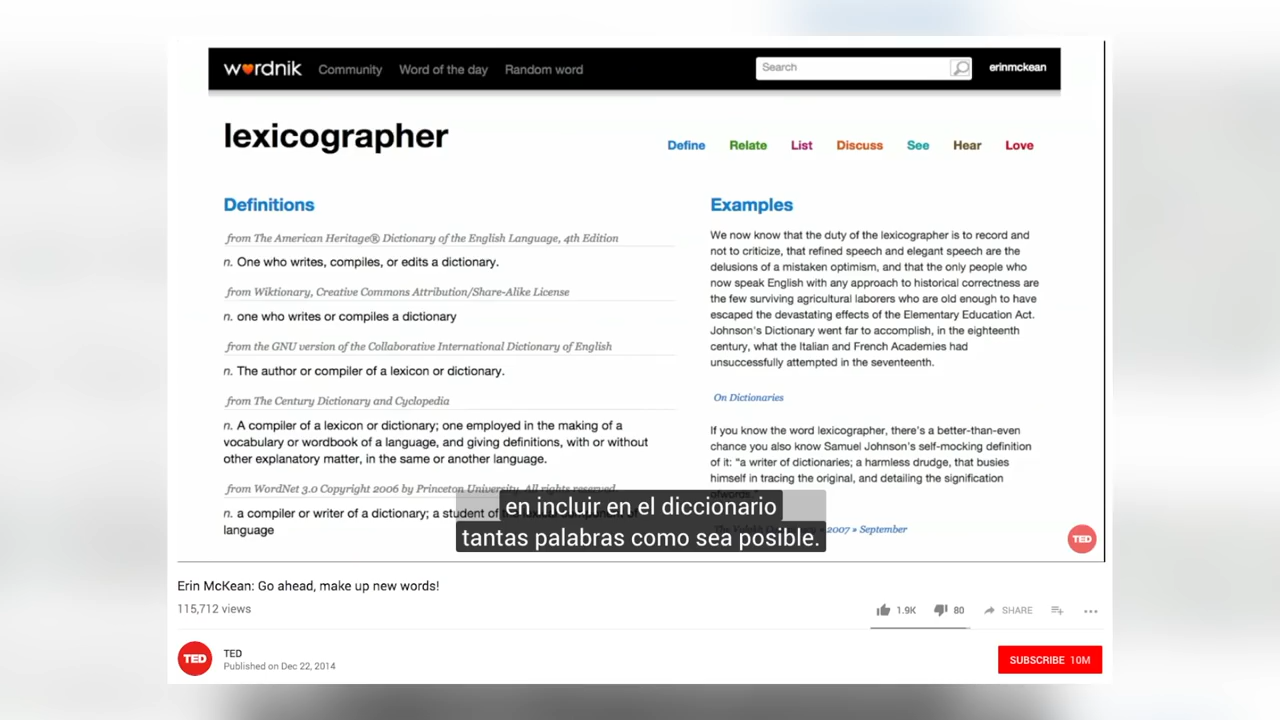 wordnik Community Word of the day Random word Search erinmckean
lexicographer
Define Relate List Discuss See Hear Love
Definitions
from The American Heritage® Dictionary of the English Language, 4th Edition
n. One who writes, compiles, or edits a dictionary.
from Wiktionary, Creative Commons Attribution/Share-Alike License
n. one who writes or compiles a dictionary
from the GNU version of the Collaborative International Dictionary of English
n. The author or compiler of a lexicon or dictionary.
from The Century Dictionary and Cyclopedia
n. A compiler of a lexicon or dictionary; one employed in the making of a
vocabulary or wordbook of a language, and giving definitions, with or without
other explanatory matter, in the same or another language.
from WordNet 3.0 Copyright 2006 by Princeton University. All rights reserved.
n. a compiler or writer of a dictionary; a student of
language
Examples
We now know that the duty of the lexicographer is to record and
not to criticize, that refined speech and elegant speech are the
delusions of a mistaken optimism, and that the only people who
now speak English with any approach to historical correctness are
the few surviving agricultural laborers who are old enough to have
escaped the devastating effects of the Elementary Education Act.
Johnson's Dictionary went far to accomplish, in the eighteenth
century, what the Italian and French Academies had
unsuccessfully attempted in the seventeenth.
On Dictionaries
If you know the word lexicographer, there's a better-than-even
chance you also know Samuel Johnson's self-mocking definition
of it: "a writer of dictionaries; a harmless drudge, that busies
himself in tracing the original, and detailing the signification
» 2007 » September
en incluir en el diccionario
tantas palabras como sea posible.
TED
Erin McKean: Go ahead, make up new words!
115,712 views
1.9K 80 SHARE
TED
TED
Published on Dec 22, 2014
SUBSCRIBE 10M